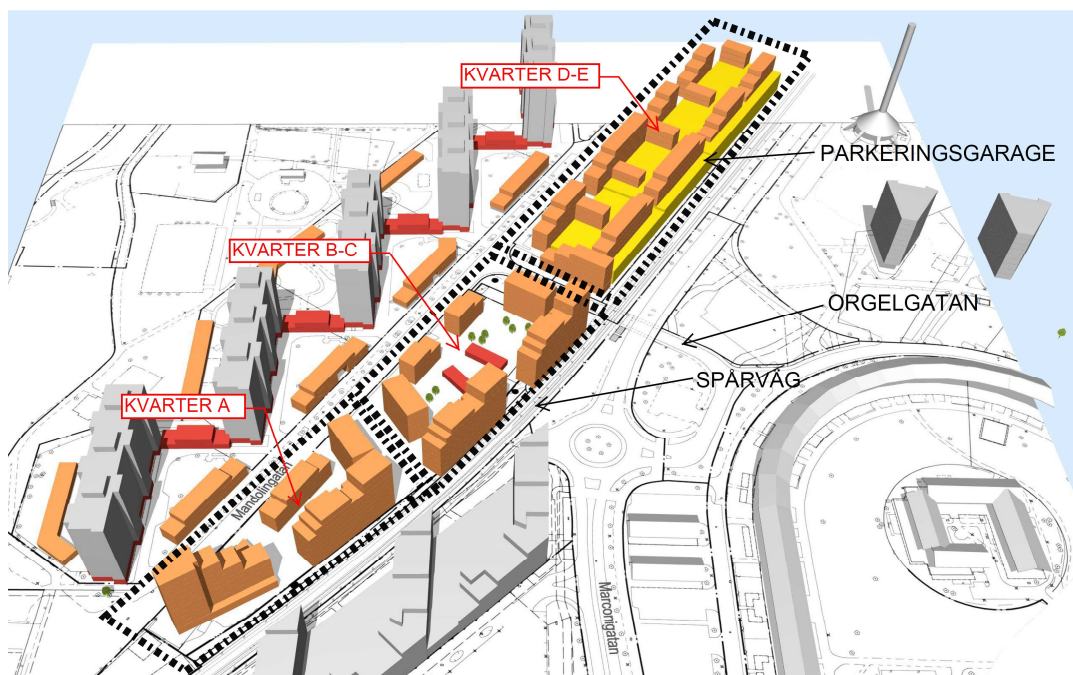 KVARTER D-E
PARKERINGSGARAGE
KVARTER B-C
ORGELGATAN
SPÅRVÄG
KVARTER A
Mandolingatan
Marconigatan